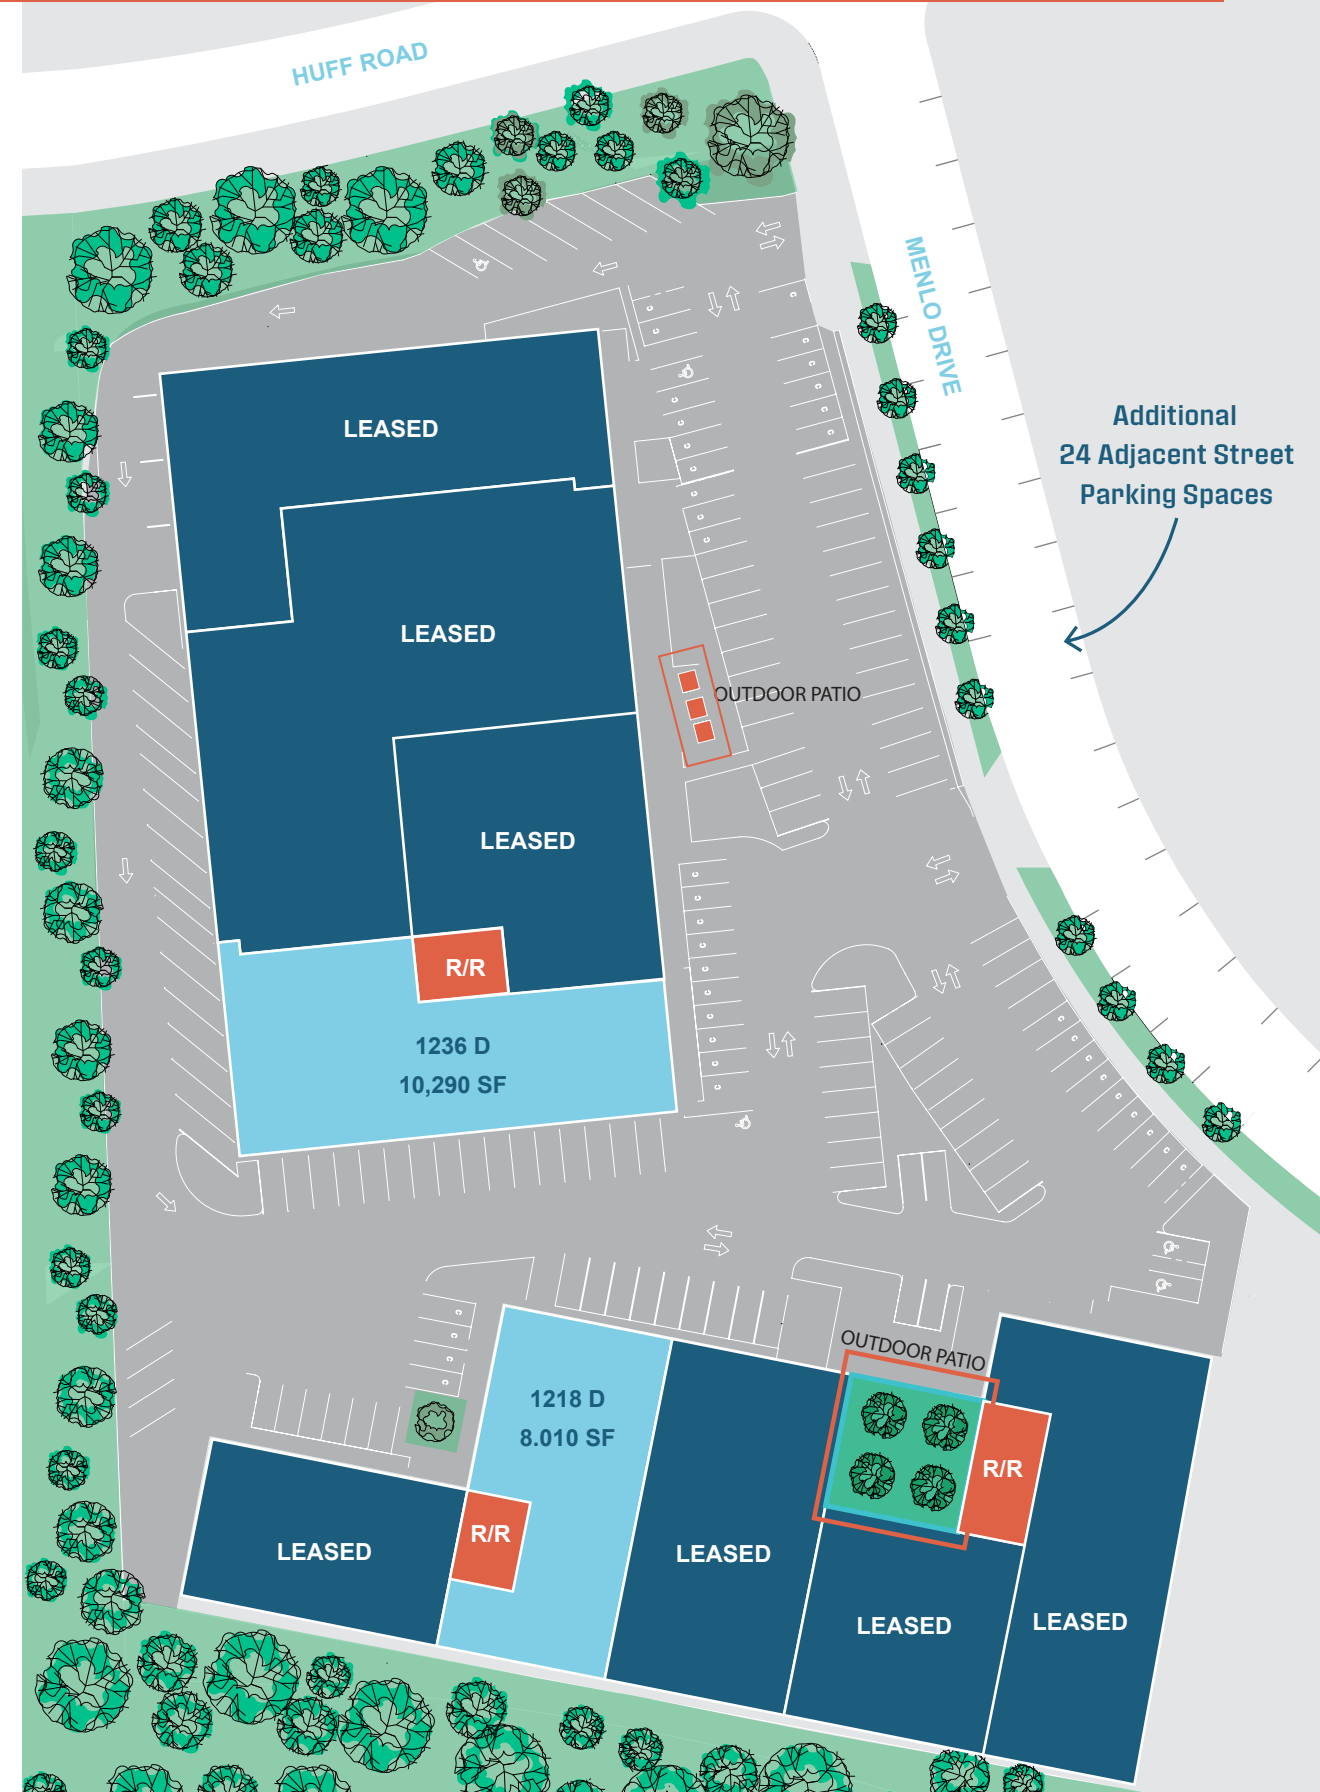 HUFF ROAD
MENLO DRIVE
Additional
24 Adjacent Street
Parking Spaces
LEASED
LEASED
OUTDOOR PATIO
LEASED
R/R
1236 D
10,290 SF
OUTDOOR PATIO
1218 D
8.010 SF
R/R
R/R
LEASED
LEASED
LEASED
LEASED